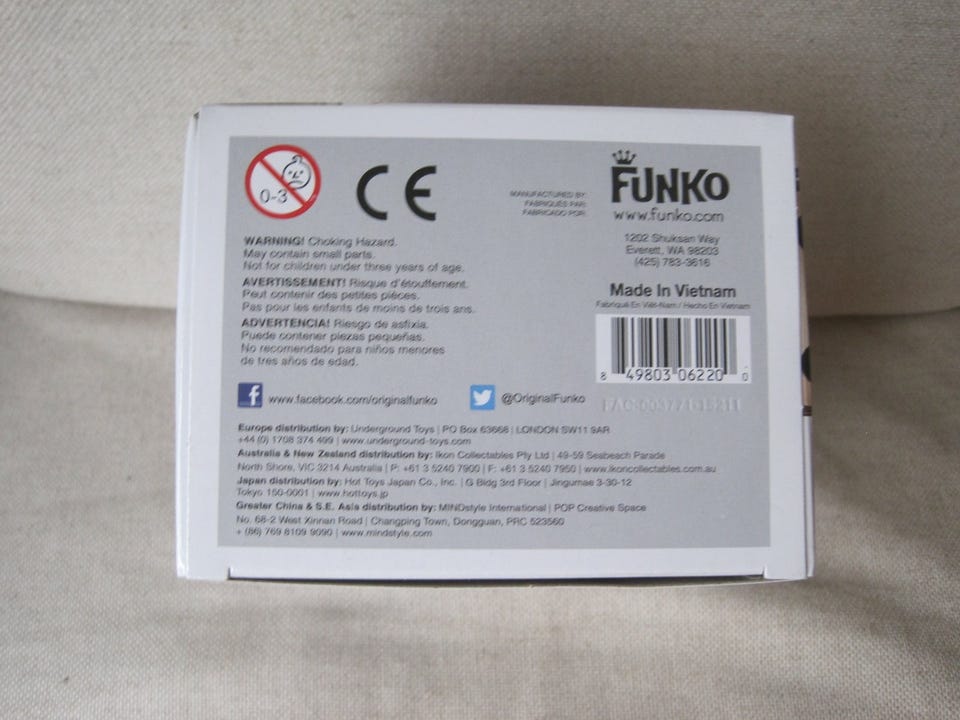 0-3
CE
MANUFACTURED BY:
FABRIQUÉS PAR:
FABRICADO POR:
FUNKO
www.funko.com
1202 Shuksan Way
Everett, WA 98203
(425) 783-3616
Made In Vietnam
Fabriqué En Viêt-Nam / Hecho En Vietnam
8 49803 06220 0
WARNING! Choking Hazard.
May contain small parts.
Not for children under three years of age.
AVERTISSEMENT! Risque d'étouffement.
Peut contenir des petites pièces.
Pas pour les enfants de moins de trois ans.
ADVERTENCIA! Riesgo de asfixia.
Puede contener piezas pequeñas.
No recomendado para niños menores
de tres años de edad.
f www.facebook.com/originalfunko
@OriginalFunko
Europe distribution by: Underground Toys | PO Box 63668 | LONDON SW11 9AR
+44 (0) 1708 374 499 | www.underground-toys.com
Australia & New Zealand distribution by: Ikon Collectables Pty Ltd | 49-59 Seabeach Parade
North Shore, VIC 3214 Australia | P: +61 3 5240 7900 | F: +61 3 5240 7950 | www.ikoncollectables.com.au
Japan distribution by: Hot Toys Japan Co., Inc. | G Bldg 3rd Floor | Jingumae 3-30-12
Tokyo 150-0001 | www.hottoys.jp
Greater China & S.E. Asia distribution by: MINDstyle International | POP Creative Space
No. 68-2 West Xinnan Road | Changping Town, Dongguan, PRC 523560
+ (86) 769 8109 9090 | www.mindstyle.com